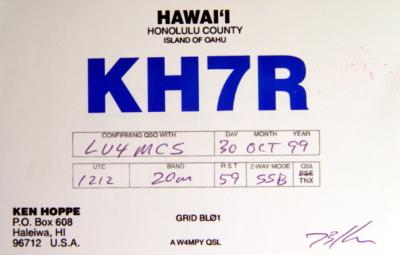 HAWAI'I
HONOLULU COUNTY
ISLAND OF OAHU
KH7R
CONFIRMING QSO WITH DAY MONTH YEAR
LU4MCS 30 OCT 99
UTC BAND R S T 2-WAY MODE QSL
1212 20m 59 SSB PSE TNX
KEN HOPPE
P.O. Box 608
Haleiwa, HI
96712 U.S.A.
GRID BLØ1
A W4MPY QSL